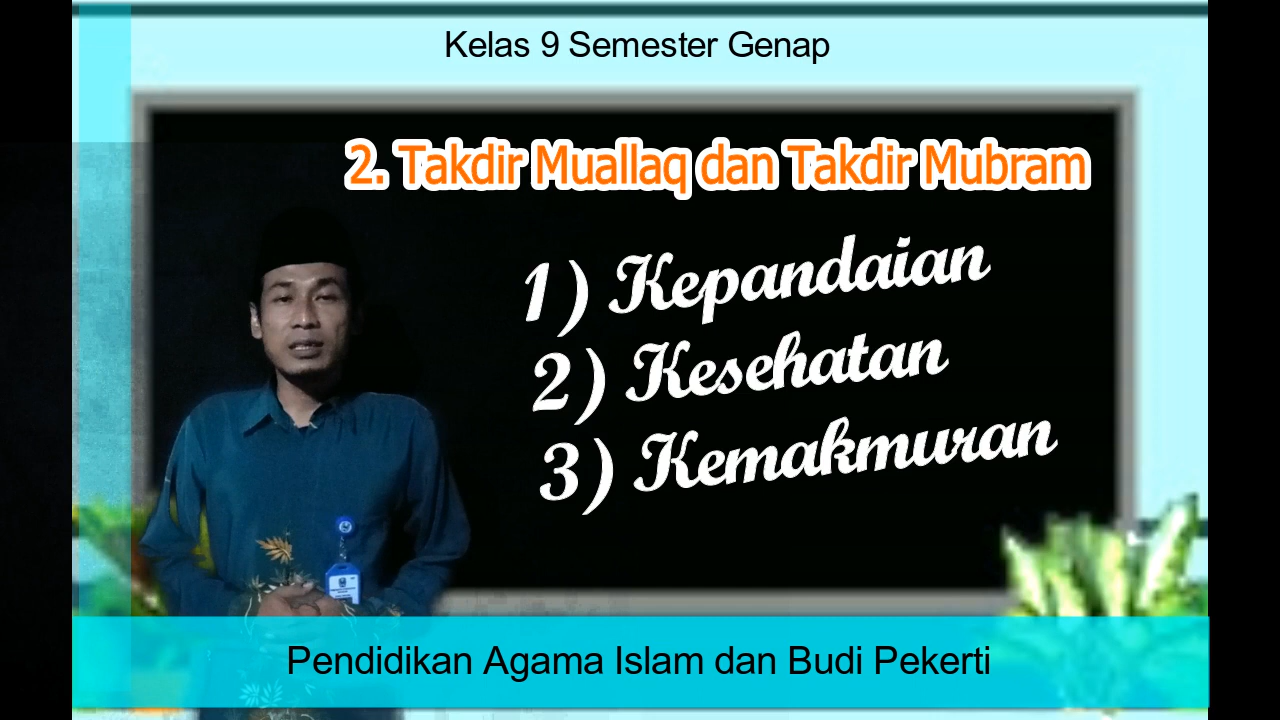 Kelas 9 Semester Genap
2. Takdir Muallaq dan Takdir Mubram
1) Kepandaian
2) Kesehatan
3) Kemakmuran
Pendidikan Agama Islam dan Budi Pekerti